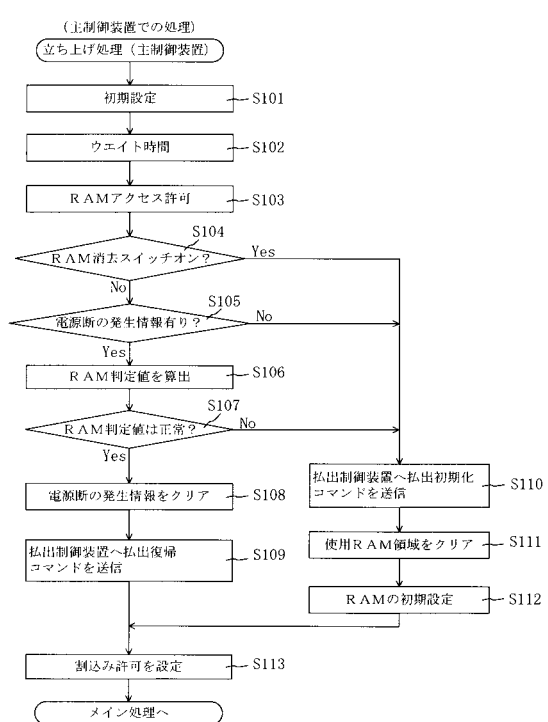 (主制御装置での処理)
立ち上げ処理（主制御装置）
初期設定
S101
ウエイト時間
S102
RAMアクセス許可
S103
S104
RAM消去スイッチオン？
Yes
No
S105
電源断の発生情報有り？
No
Yes
RAM判定値を算出
S106
S107
RAM判定値は正常？
No
Yes
電源断の発生情報をクリア
S108
払出制御装置へ払出復帰
コマンドを送信
S109
払出制御装置へ払出初期化
コマンドを送信
S110
使用RAM領域をクリア
S111
RAMの初期設定
S112
割込み許可を設定
S113
メイン処理へ